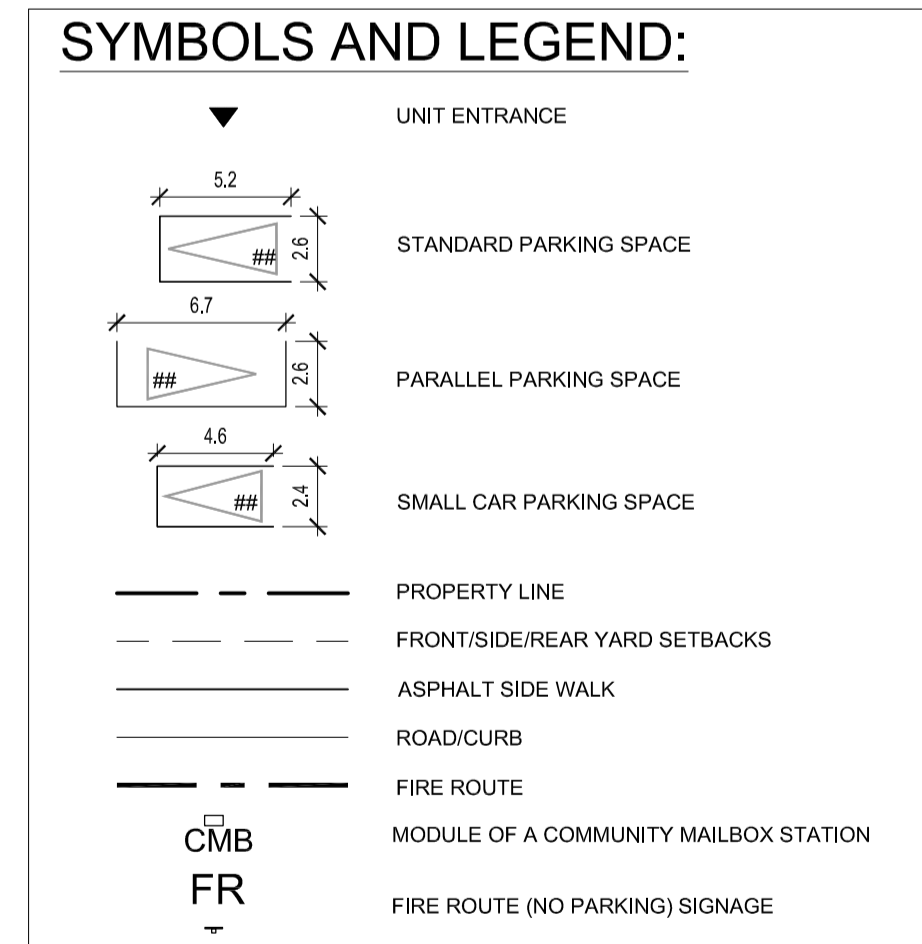 SYMBOLS AND LEGEND:
UNIT ENTRANCE
5.2
## 2.6 STANDARD PARKING SPACE
6.7
## 2.6 PARALLEL PARKING SPACE
4.6
## 2.4 SMALL CAR PARKING SPACE
PROPERTY LINE
FRONT/SIDE/REAR YARD SETBACKS
ASPHALT SIDE WALK
ROAD/CURB
FIRE ROUTE
CMB MODULE OF A COMMUNITY MAILBOX STATION
FR FIRE ROUTE (NO PARKING) SIGNAGE